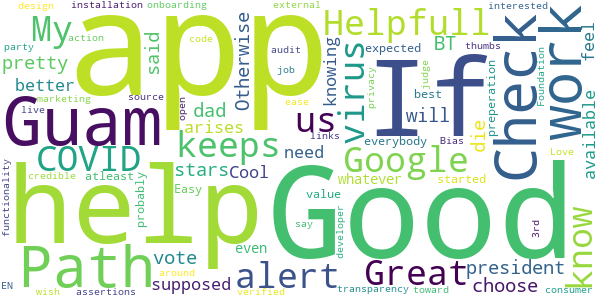 design
installation
onboarding
external
interested
party
action
My
app
said
Otherwise
Helpfull
BT
thumbs
If
code
audit
job
ease
knowing
expected
privacy
judge
Check
work
feel
pretty
better
marketing
source
virus
will
best
preperation
Foundation
live
open
dad
us
links
everybody
Bias
die
available
Guam
arises
keeps
need
Google
Love
COVID
stars
Cool
whatever
started
know
functionality
credible
atleast
Easy
probably
help
value
Good
developer
say
3rd
Path
vote
even
alert
Great
president
EN
wish
assertions
supposed
around
verified
transparency
toward
choose
consumer